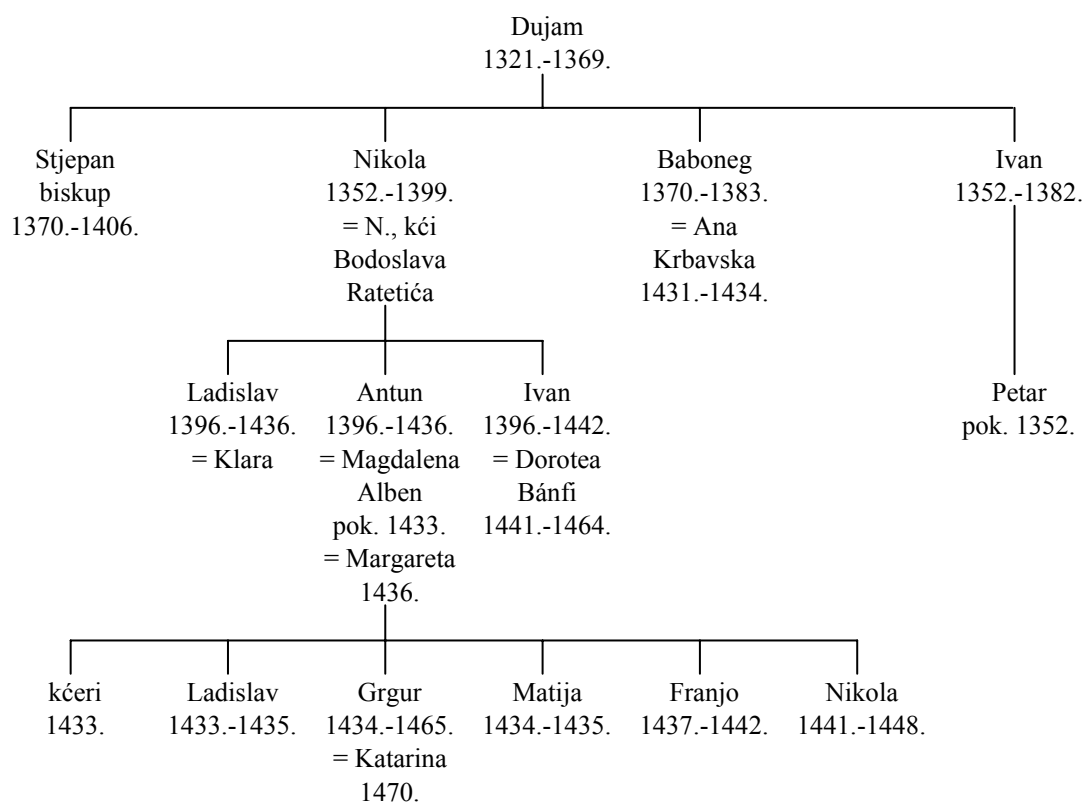 Dujam
1321.-1369.
Stjepan
biskup
1370.-1406.
Nikola
1352.-1399.
= N., kći
Bodoslava
Ratetića
Baboneg
1370.-1383.
= Ana
Krbavska
1431.-1434.
Ivan
1352.-1382.
Ladislav
1396.-1436.
= Klara
Antun
1396.-1436.
= Magdalena
Alben
pok. 1433.
= Margareta
1436.
Ivan
1396.-1442.
= Dorotea
Bánfi
1441.-1464.
Petar
pok. 1352.
kćeri
1433.
Ladislav
1433.-1435.
Grgur
1434.-1465.
= Katarina
1470.
Matija
1434.-1435.
Franjo
1437.-1442.
Nikola
1441.-1448.